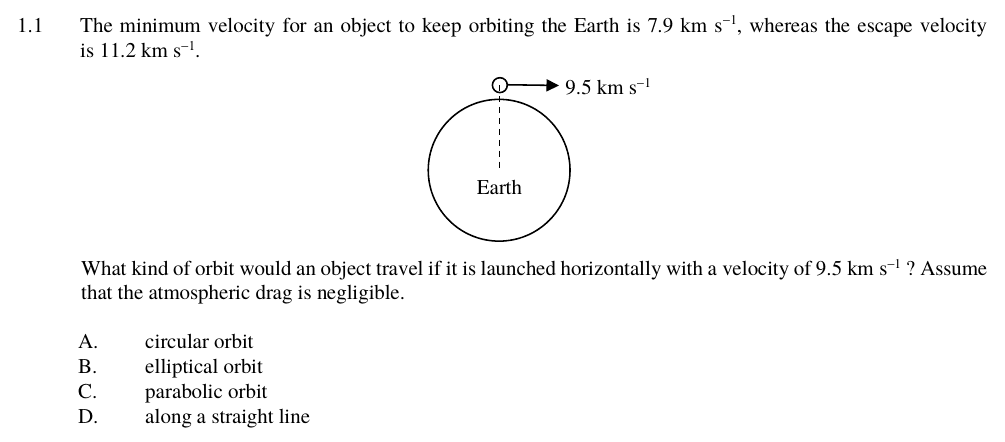 1.1 The minimum velocity for an object to keep orbiting the Earth is 7.9 km s⁻¹, whereas the escape velocity
is 11.2 km s⁻¹.
9.5 km s⁻¹
Earth
What kind of orbit would an object travel if it is launched horizontally with a velocity of 9.5 km s⁻¹ ? Assume
that the atmospheric drag is negligible.
A. circular orbit
B. elliptical orbit
C. parabolic orbit
D. along a straight line